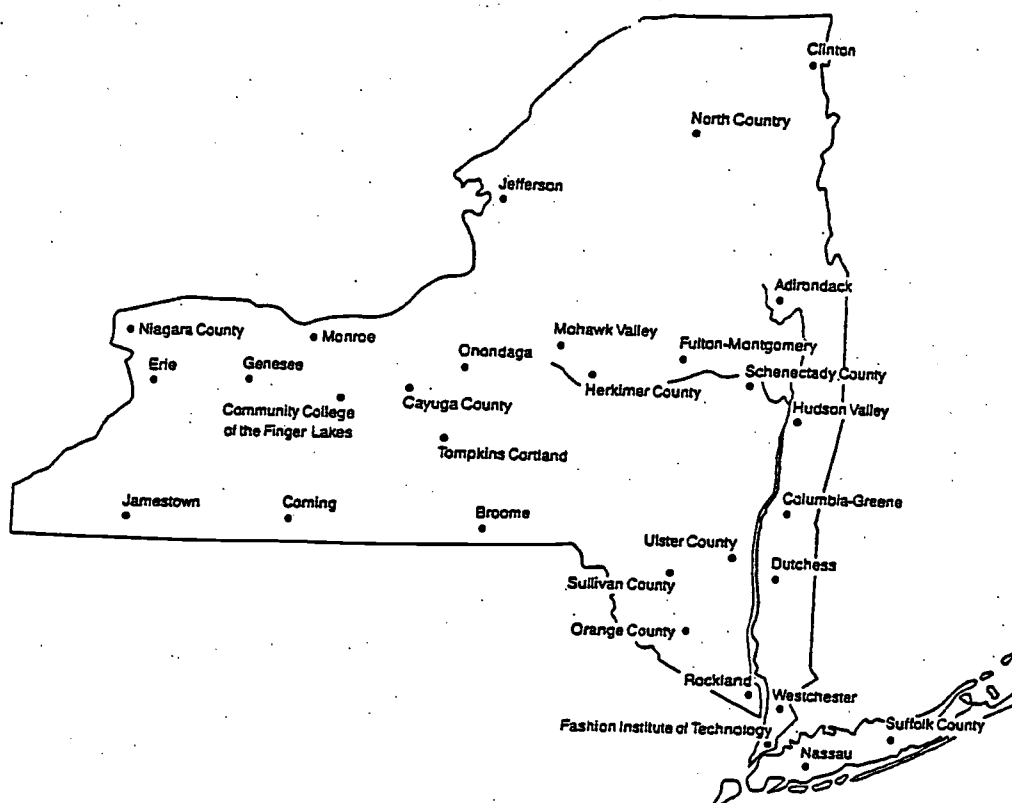 Clinton
North Country
Jefferson
Adirondack
Niagara County
Monroe
Mohawk Valley
Onondaga
Fulton-Montgomery
Erie
Genesee
Schenectady County
Herkimer County
Cayuga County
Community College
of the Finger Lakes
Hudson Valley
Tompkins Cortland
Jamestown
Corning
Columbia-Greene
Broome
Ulster County
Dutchess
Sullivan County
Orange County
Rockland
Westchester
Fashion Institute of Technology
Suffolk County
Nassau